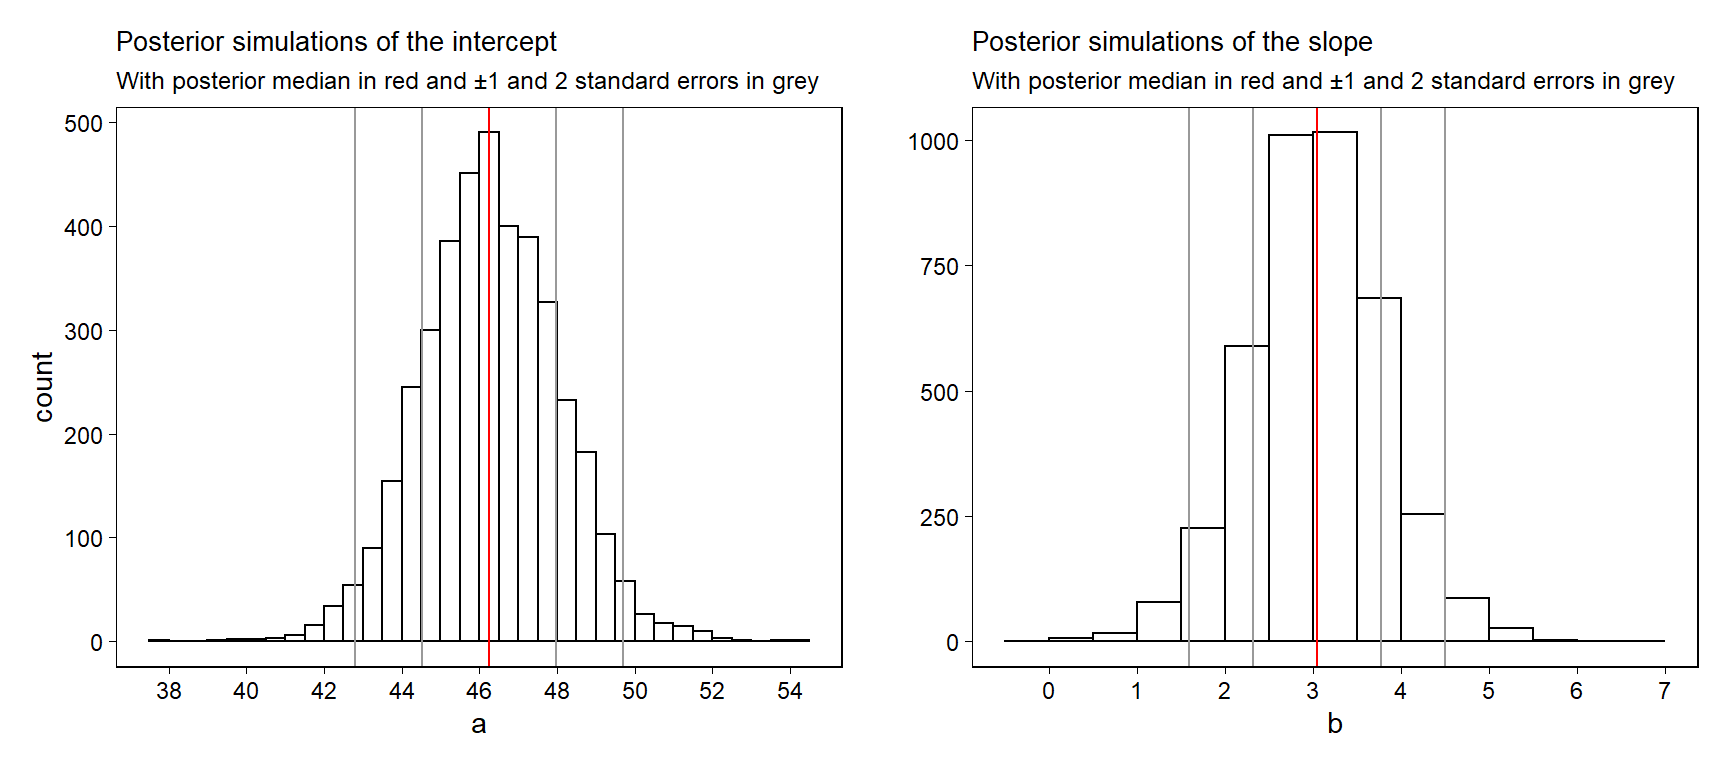 Posterior simulations of the intercept
With posterior median in red and ±1 and 2 standard errors in grey
500
400
300
200
100
0
count
38 40 42 44 46 48 50 52 54
a
Posterior simulations of the slope
With posterior median in red and ±1 and 2 standard errors in grey
1000
750
500
250
0
0 1 2 3 4 5 6 7
b